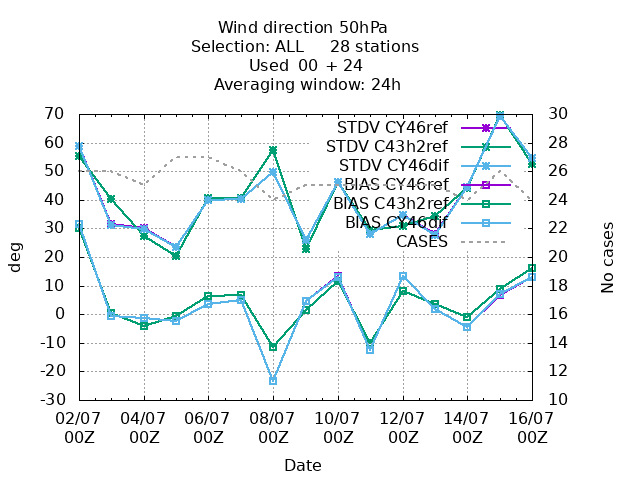 Wind direction 50hPa
Selection: ALL 28 stations
Used 00 + 24
Averaging window: 24h
70 30
60 28
50 26
40 24
30 22
20 20
10 18
0 16
-10 14
-20 12
-30 10
STDV CY46ref
STDV C43h2ref
STDV CY46dif
BIAS CY46ref
BIAS C43h2ref
BIAS CY46dif
CASES
deg
No cases
02/07 04/07 06/07 08/07 10/07 12/07 14/07 16/07
00Z 00Z 00Z 00Z 00Z 00Z 00Z 00Z
Date